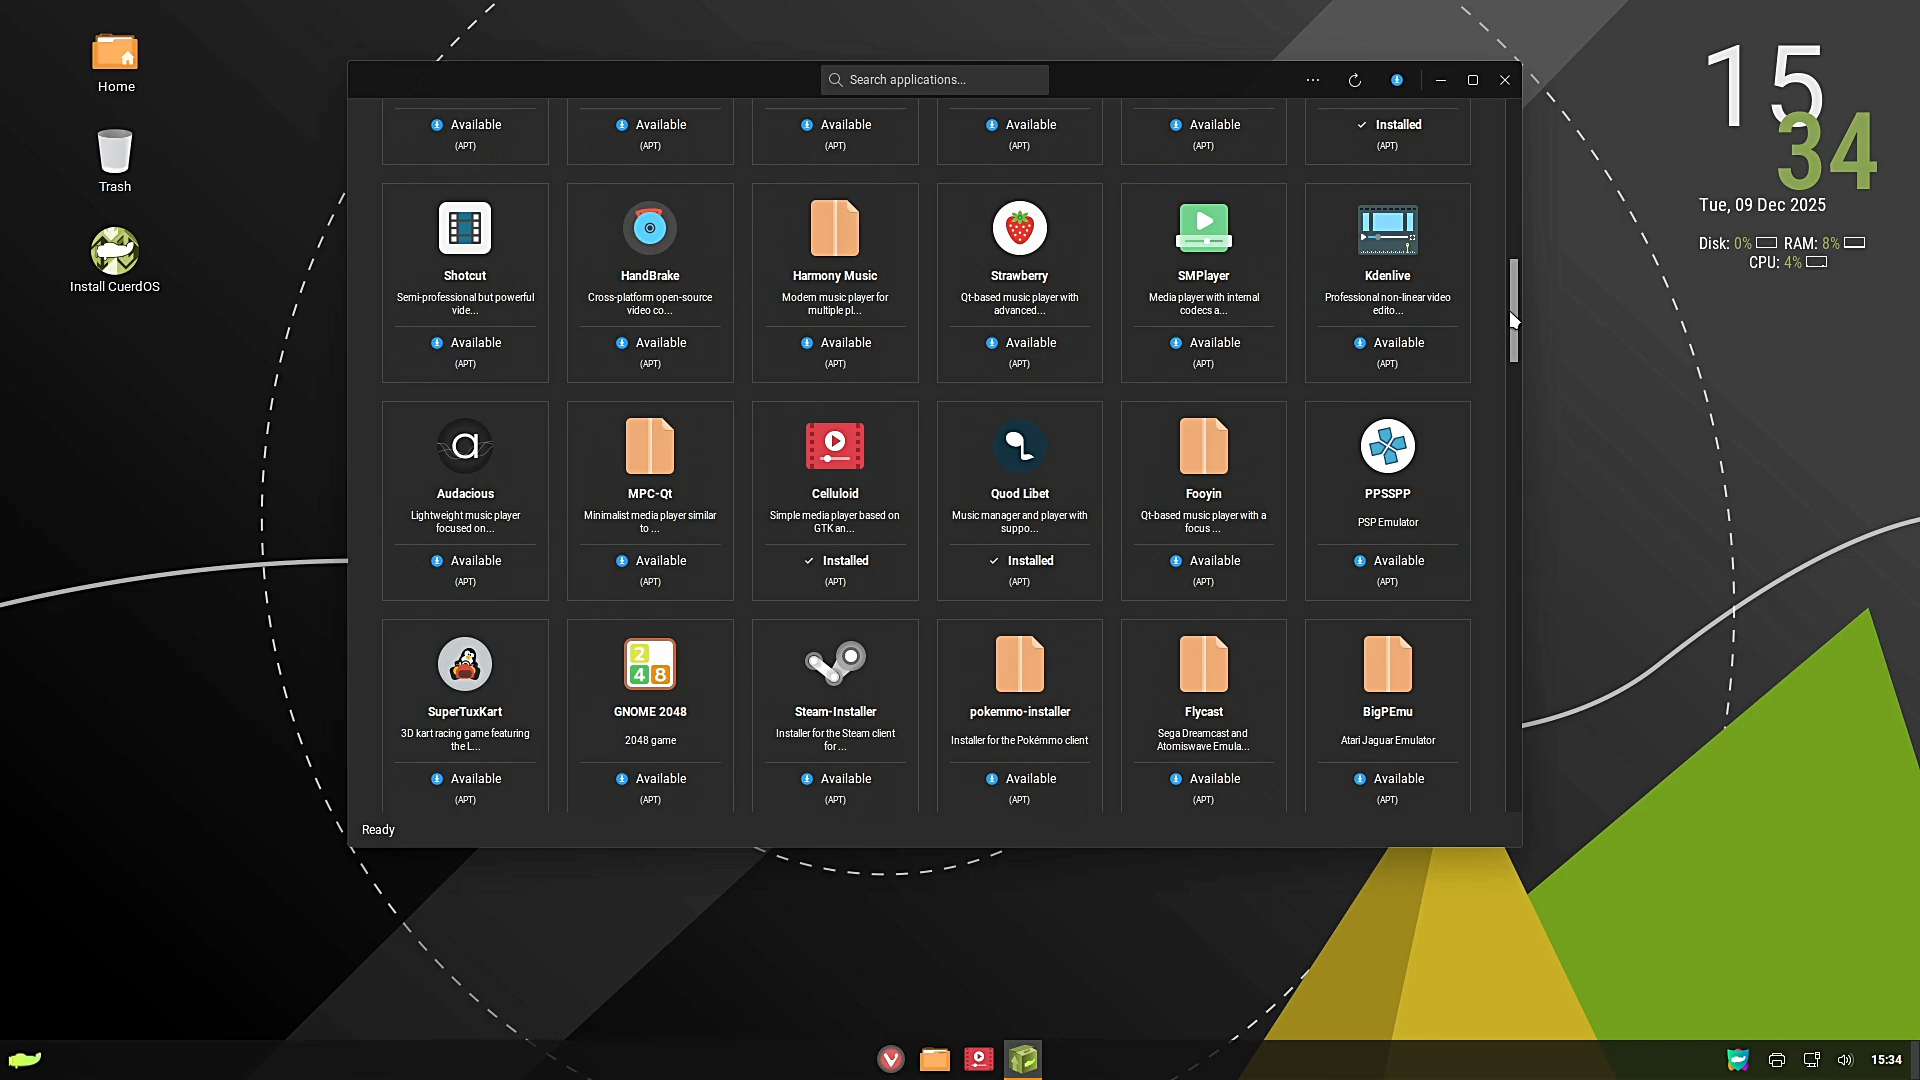 Home
Trash
Install CuerdOS
Search applications...
15
34
Tue, 09 Dec 2025
Disk: 0% RAM: 8%
CPU: 4%
Available Available Available Available Available Installed
(APT) (APT) (APT) (APT) (APT) (APT)
Shotcut HandBrake Harmony Music Strawberry SMPlayer Kdenlive
Semi-professional but powerful Cross-platform open-source Modern music player for Qt-based music player with Media player with internal Professional non-linear video
vide... video co... multiple pl... advanced... codecs a... edito...
Available Available Available Available Available Available
(APT) (APT) (APT) (APT) (APT) (APT)
Audacious MPC-Qt Celluloid Quod Libet Fooyin PPSSPP
Lightweight music player Minimalist media player similar Simple media player based on Music manager and player with Qt-based music player with a PSP Emulator
focused on... to ... GTK an... suppo... focus ...
Available Available Installed Installed Available Available
(APT) (APT) (APT) (APT) (APT) (APT)
2
4 8
SuperTuxKart GNOME 2048 Steam-Installer pokemmo-installer Flycast BigPEmu
3D kart racing game featuring 2048 game Installer for the Steam client Installer for the Pokémmo client Sega Dreamcast and Atari Jaguar Emulator
the L... for ... Atomiswave Emula...
Available Available Available Available Available Available
(APT) (APT) (APT) (APT) (APT) (APT)
Ready
15:34